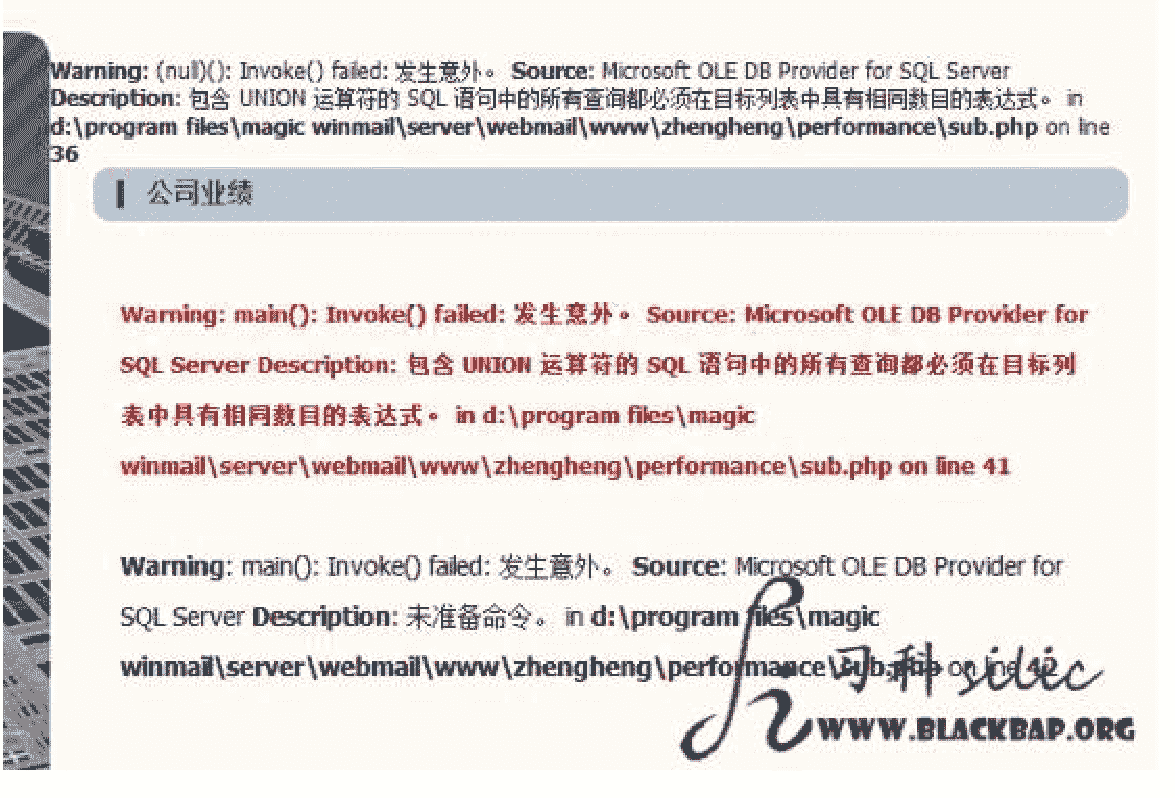 Warning: (null)(): Invoke() failed: 发生意外。 Source: Microsoft OLE DB Provider for SQL Server
Description: 包含 UNION 运算符的 SQL 语句中的所有查询都必须在目标列表中具有相同数目的表达式。 in
d:\program files\magic winmail\server\webmail\www\zhengheng\performance\sub.php on line
36
公司业绩
Warning: main(): Invoke() failed: 发生意外。 Source: Microsoft OLE DB Provider for
SQL Server Description: 包含 UNION 运算符的 SQL 语句中的所有查询都必须在目标列
表中具有相同数目的表达式。 in d:\program files\magic
winmail\server\webmail\www\zhengheng\performance\sub.php on line 41
Warning: main(): Invoke() failed: 发生意外。 Source: Microsoft OLE DB Provider for
SQL Server Description: 未准备命令。 in d:\program files\magic
winmail\server\webmail\www\zhengheng\performance\sub.php on line 42
习科 silic
WWW.BLACKBAP.ORG